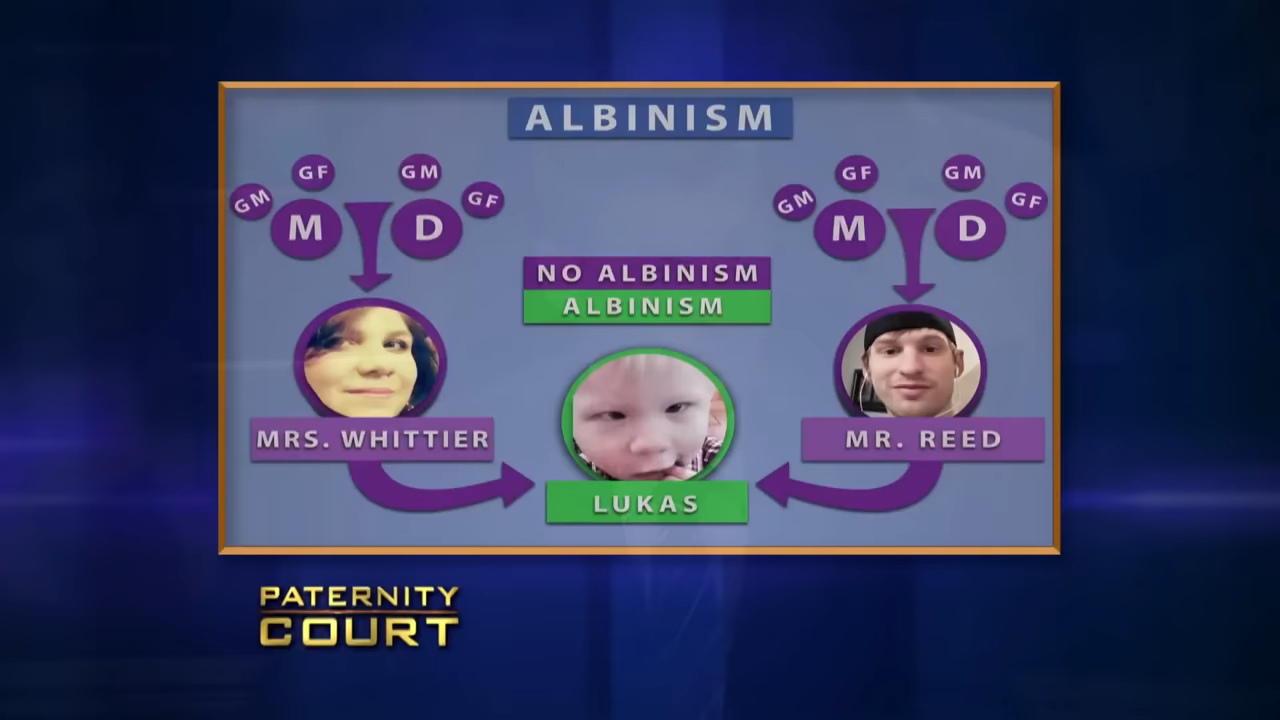 ALBINISM
GF
GM
GM
GF
M
D
GF
GM
GM
GF
M
D
NO ALBINISM
ALBINISM
MRS. WHITTIER
MR. REED
LUKAS
PATERNITY
COURT